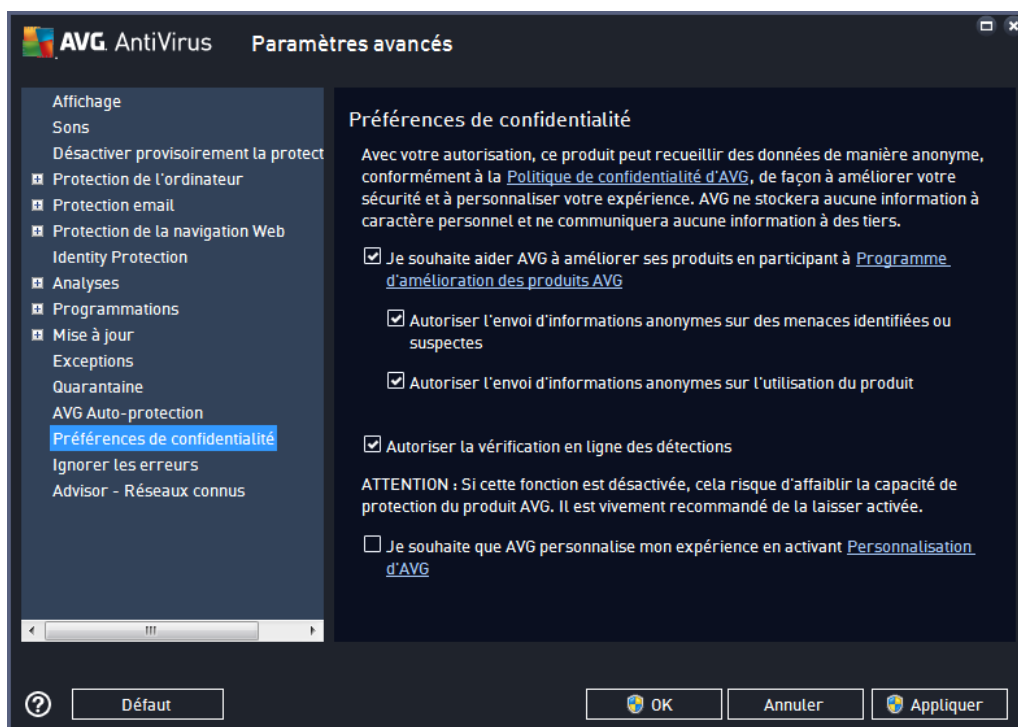 AVG. AntiVirus Paramètres avancés
Affichage
Sons
Désactiver provisoirement la protect
Protection de l'ordinateur
Protection email
Protection de la navigation Web
Identity Protection
Analyses
Programmations
Mise à jour
Exceptions
Quarantaine
AVG Auto-protection
Préférences de confidentialité
Ignorer les erreurs
Advisor - Réseaux connus
Préférences de confidentialité
Avec votre autorisation, ce produit peut recueillir des données de manière anonyme,
conformément à la Politique de confidentialité d'AVG, de façon à améliorer votre
sécurité et à personnaliser votre expérience. AVG ne stockera aucune information à
caractère personnel et ne communiquera aucune information à des tiers.
Je souhaite aider AVG à améliorer ses produits en participant à Programme
d'amélioration des produits AVG
Autoriser l'envoi d'informations anonymes sur des menaces identifiées ou
suspectes
Autoriser l'envoi d'informations anonymes sur l'utilisation du produit
Autoriser la vérification en ligne des détections
ATTENTION : Si cette fonction est désactivée, cela risque d'affaiblir la capacité de
protection du produit AVG. Il est vivement recommandé de la laisser activée.
Je souhaite que AVG personnalise mon expérience en activant Personnalisation
d'AVG
? Défaut OK Annuler Appliquer